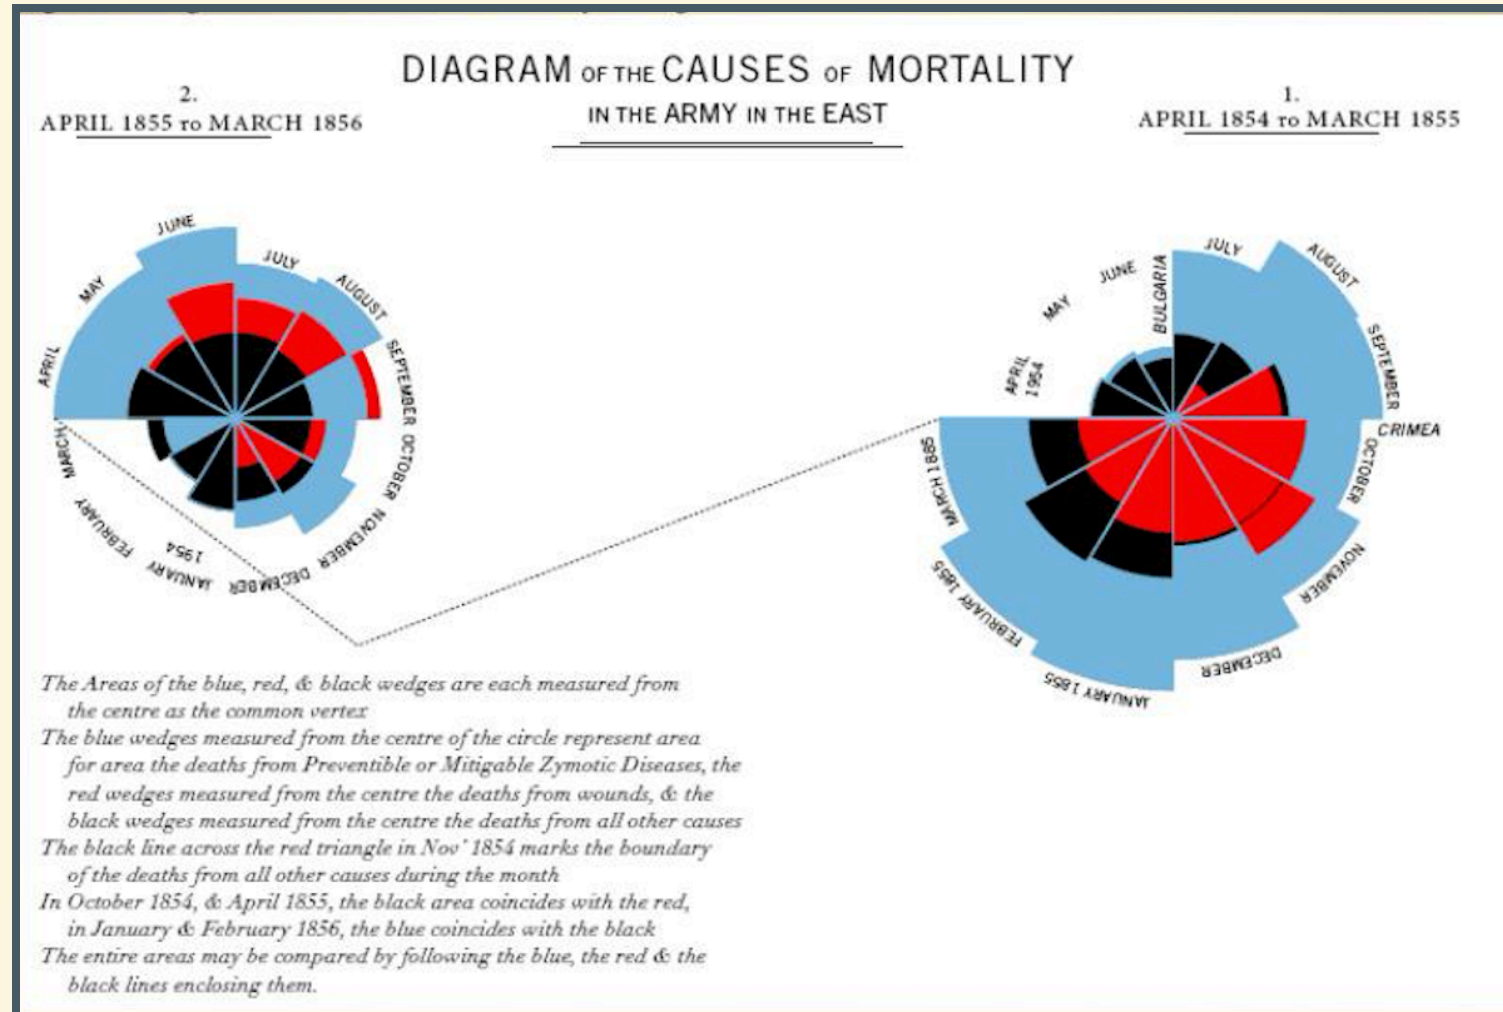 DIAGRAM OF THE CAUSES OF MORTALITY
IN THE ARMY IN THE EAST
2.
APRIL 1855 TO MARCH 1856
1.
APRIL 1854 TO MARCH 1855
APRIL
MAY
JUNE
JULY
AUGUST
SEPTEMBER
OCTOBER
NOVEMBER
DECEMBER
JANUARY
1954
FEBRUARY
MARCH
APRIL
1954
MAY
JUNE
BULGARIA
JULY
AUGUST
SEPTEMBER
CRIMEA
OCTOBER
NOVEMBER
DECEMBER
JANUARY 1855
FEBRUARY 1855
MARCH 1885
The Areas of the blue, red, & black wedges are each measured from
the centre as the common vertex
The blue wedges measured from the centre of the circle represent area
for area the deaths from Preventible or Mitigable Zymotic Diseases, the
red wedges measured from the centre the deaths from wounds, & the
black wedges measured from the centre the deaths from all other causes
The black line across the red triangle in Nov' 1854 marks the boundary
of the deaths from all other causes during the month
In October 1854, & April 1855, the black area coincides with the red,
in January & February 1856, the blue coincides with the black
The entire areas may be compared by following the blue, the red & the
black lines enclosing them.